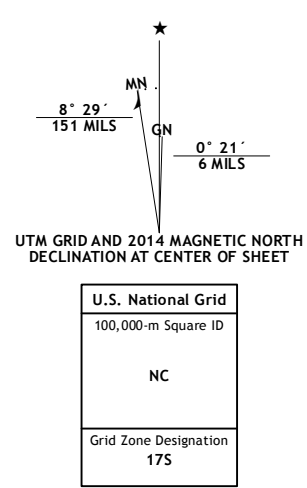 MN
8° 29´
151 MILS
GN
0° 21´
6 MILS
UTM GRID AND 2014 MAGNETIC NORTH
DECLINATION AT CENTER OF SHEET
U.S. National Grid
100,000-m Square ID
NC
Grid Zone Designation
17S